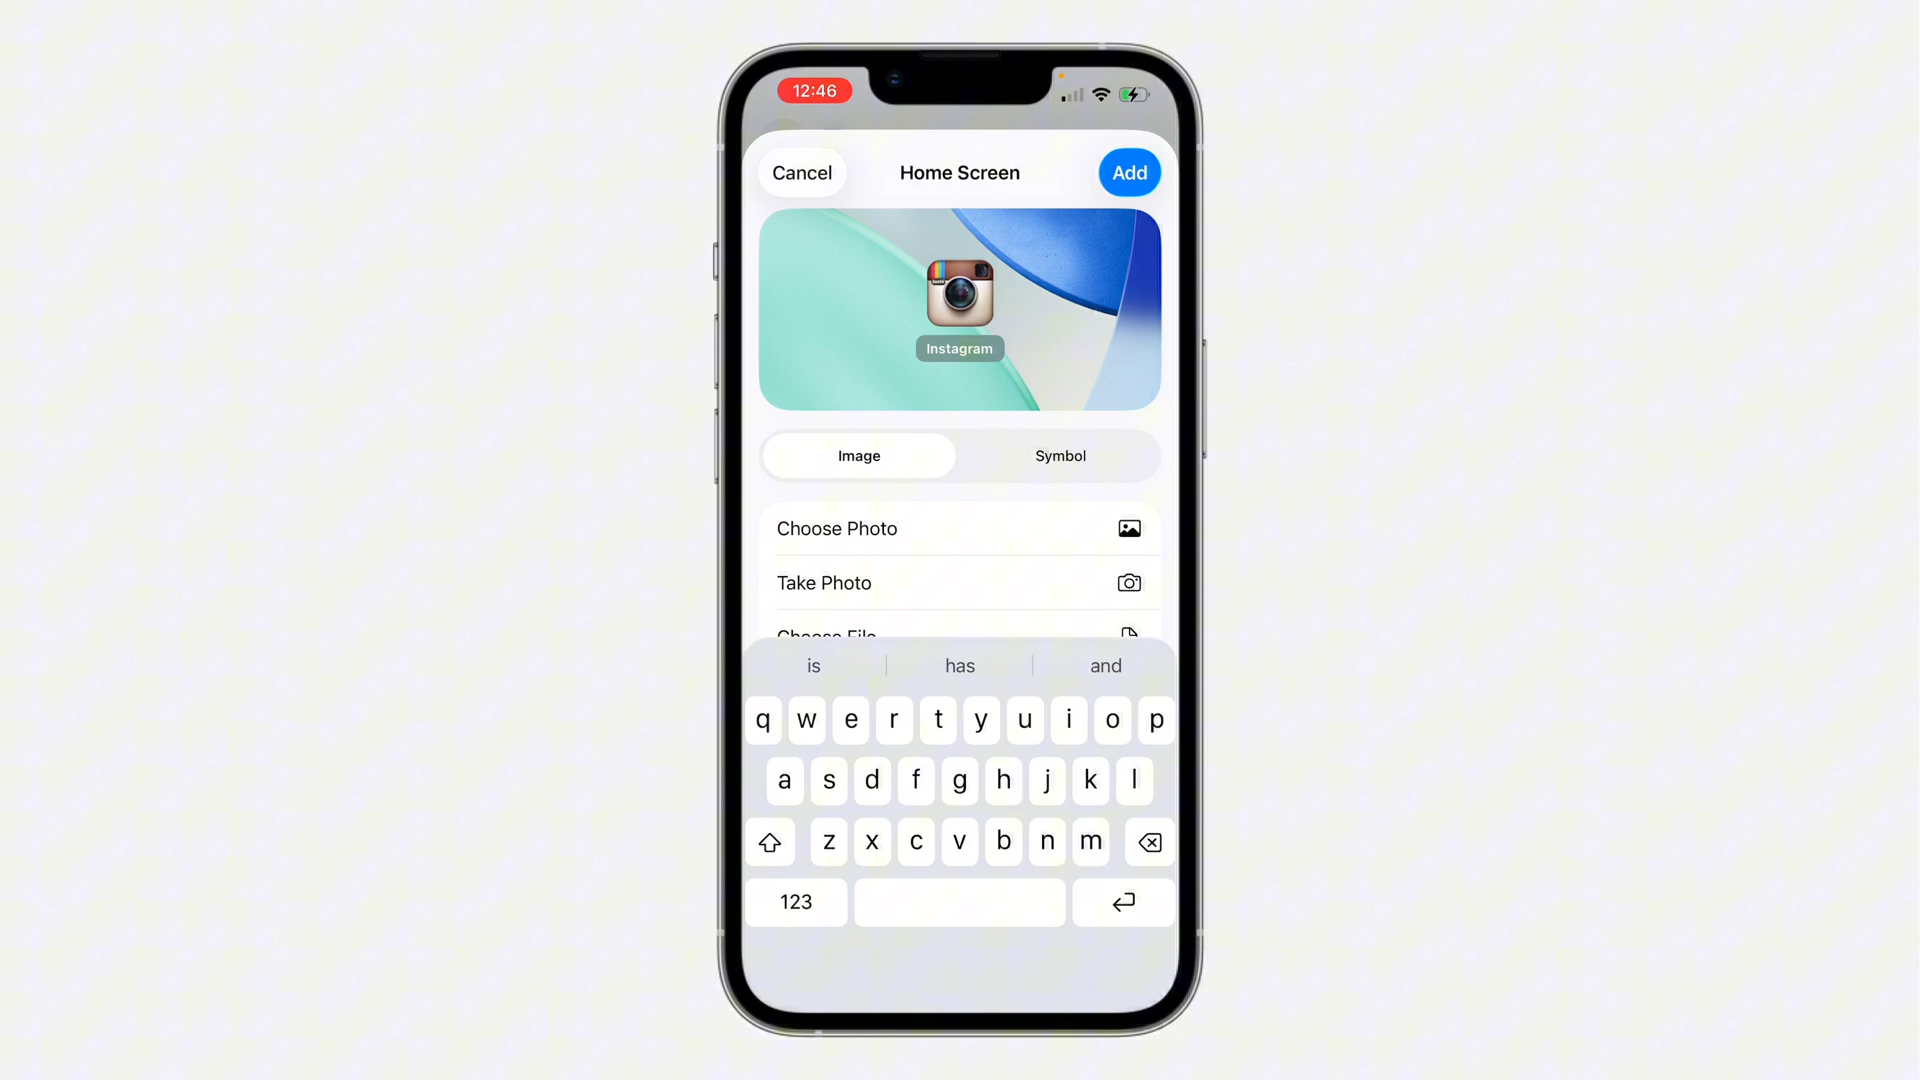 12:46
Cancel
Home Screen
Add
Instagram
Image
Symbol
Choose Photo
Take Photo
Choose File
is
has
and
q w e r t y u i o p
a s d f g h j k l
z x c v b n m
123